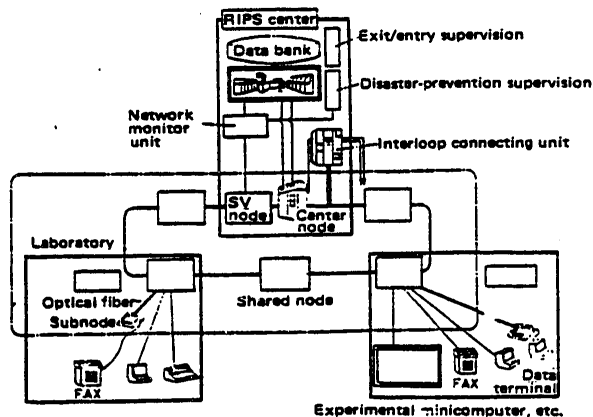 RIPS center
Data bank
Exit/entry supervision
Disaster-prevention supervision
Network
monitor
unit
Interloop connecting unit
SV
node
Center
node
Laboratory
Optical fiber
Subnode
Shared node
FAX
FAX
Data
terminal
Experimental minicomputer, etc.